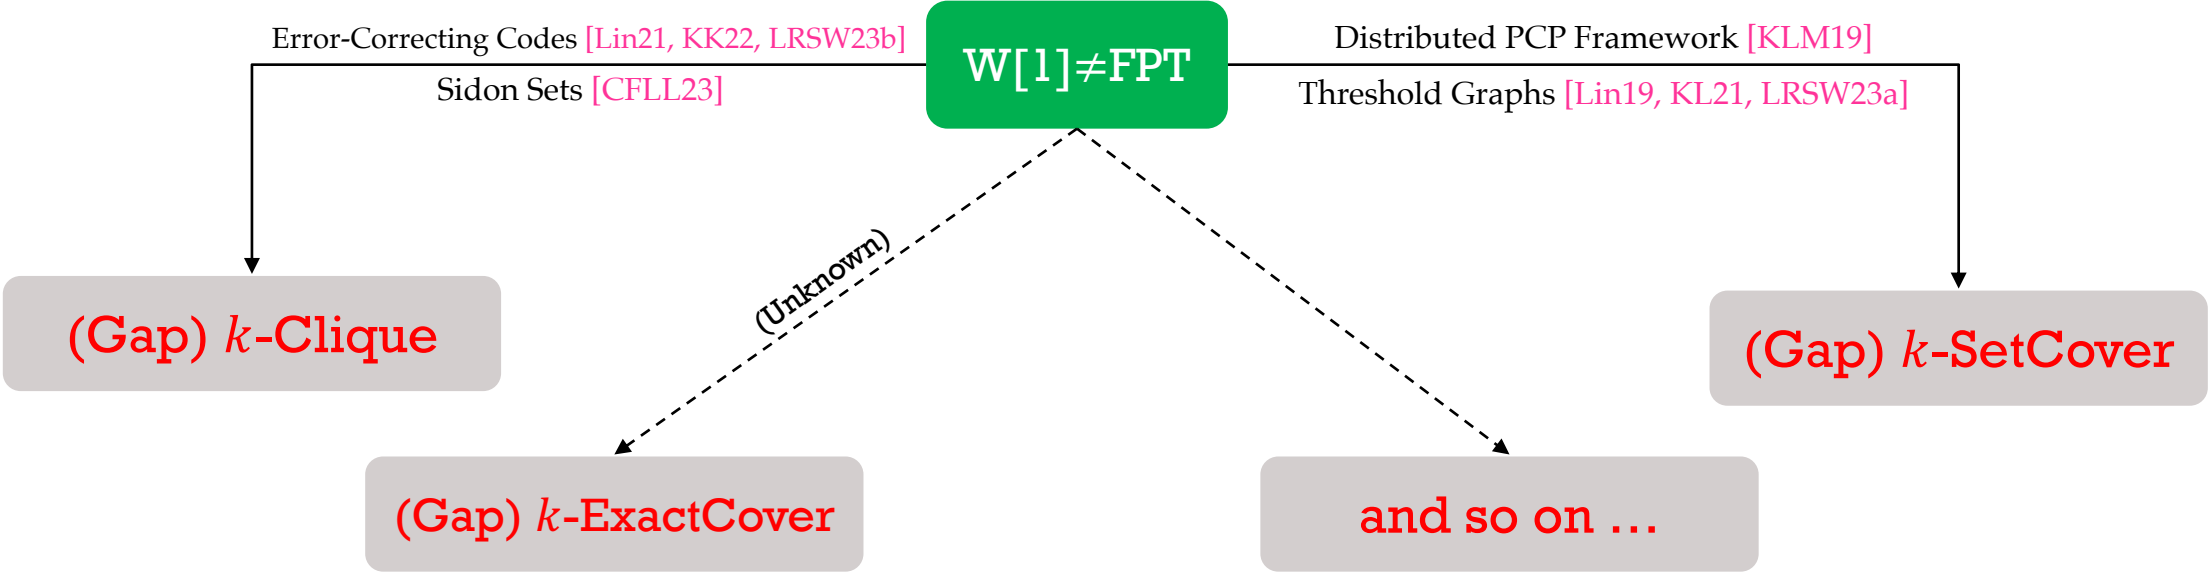 Error-Correcting Codes [Lin21, KK22, LRSW23b]
Sidon Sets [CFLL23]
W[1]≠FPT
Distributed PCP Framework [KLM19]
Threshold Graphs [Lin19, KL21, LRSW23a]
(Unknown)
(Gap) k-Clique
(Gap) k-SetCover
(Gap) k-ExactCover
and so on …